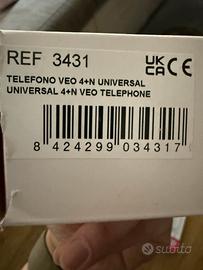 REF 3431
UK
CA CE
TELEFONO VEO 4+N UNIVERSAL
UNIVERSAL 4+N VEO TELEPHONE
8 424299 034317
subito